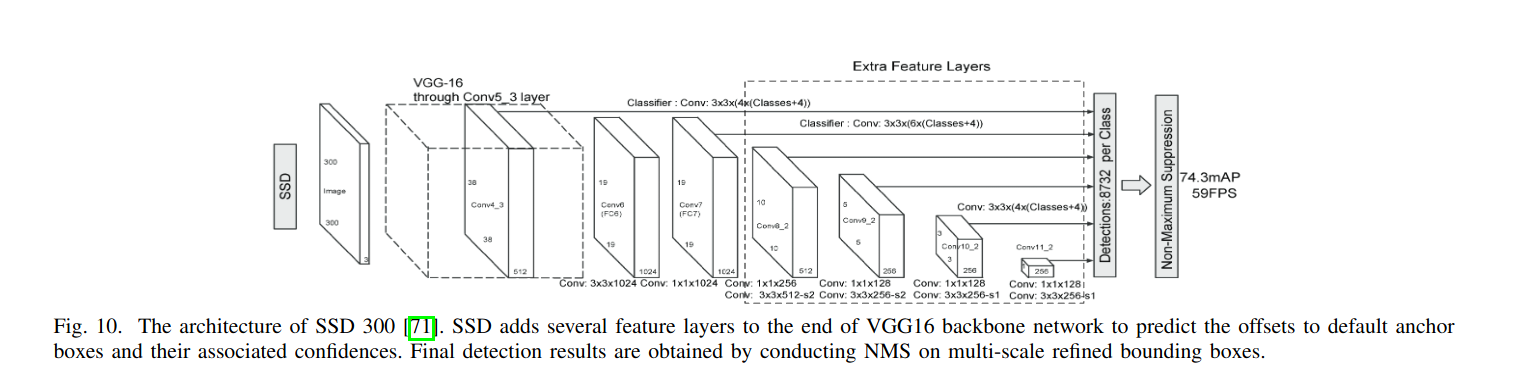 Extra Feature Layers
VGG-16
through Conv5_3 layer
Classifier : Conv: 3x3x(4x(Classes+4))
Classifier : Conv: 3x3x(6x(Classes+4))
SSD
300
Image
300
3
38
Conv4_3
38
512
19
Conv6
(FC6)
19
1024
19
Conv7
(FC7)
19
1024
10
Conv8_2
10
512
5
Conv9_2
5
256
Conv: 3x3x(4x(Classes+4))
3
Conv10_2
3
256
Conv11_2
256
Detections:8732 per Class
Non-Maximum Suppression
74.3mAP
59FPS
Conv: 3x3x1024 Conv: 1x1x1024 Conv: 1x1x256 Conv: 1x1x128 Conv: 1x1x128 Conv: 1x1x128
Conv: 3x3x512-s2 Conv: 3x3x256-s2 Conv: 3x3x256-s1 Conv: 3x3x256-s1
Fig. 10. The architecture of SSD 300 [71]. SSD adds several feature layers to the end of VGG16 backbone network to predict the offsets to default anchor
boxes and their associated confidences. Final detection results are obtained by conducting NMS on multi-scale refined bounding boxes.